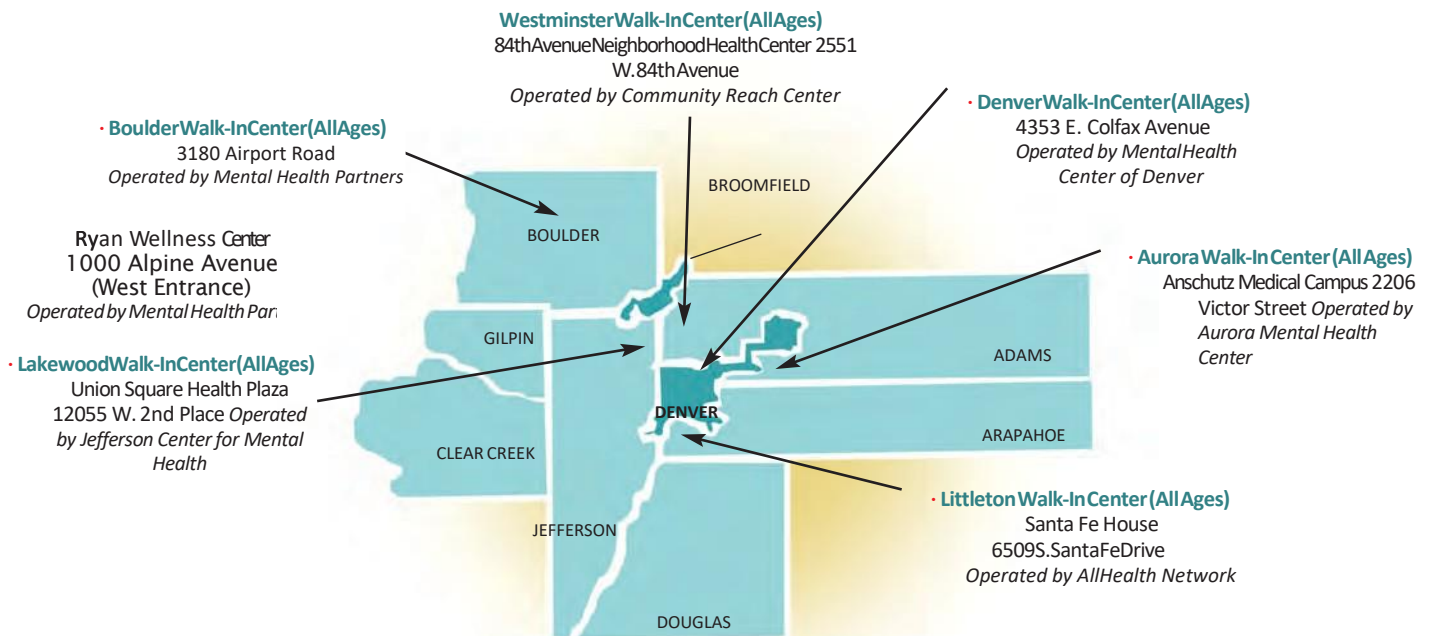 WestminsterWalk-InCenter(AllAges)
84thAvenueNeighborhoodHealthCenter 2551
W.84thAvenue
Operated by Community Reach Center
· DenverWalk-InCenter(AllAges)
4353 E. Colfax Avenue
Operated by MentalHealth
Center of Denver
· BoulderWalk-InCenter(AllAges)
3180 Airport Road
Operated by Mental Health Partners
Ryan Wellness Center
1000 Alpine Avenue
(West Entrance)
Operated by Mental Health Par
· LakewoodWalk-InCenter(AllAges)
Union Square Health Plaza
12055 W. 2nd Place Operated
by Jefferson Center for Mental
Health
· AuroraWalk-InCenter(AllAges)
Anschutz Medical Campus 2206
Victor Street Operated by
Aurora Mental Health
Center
· LittletonWalk-InCenter(AllAges)
Santa Fe House
6509S.SantaFeDrive
Operated by AllHealth Network
BROOMFIELD
BOULDER
GILPIN
ADAMS
DENVER
ARAPAHOE
CLEAR CREEK
JEFFERSON
DOUGLAS